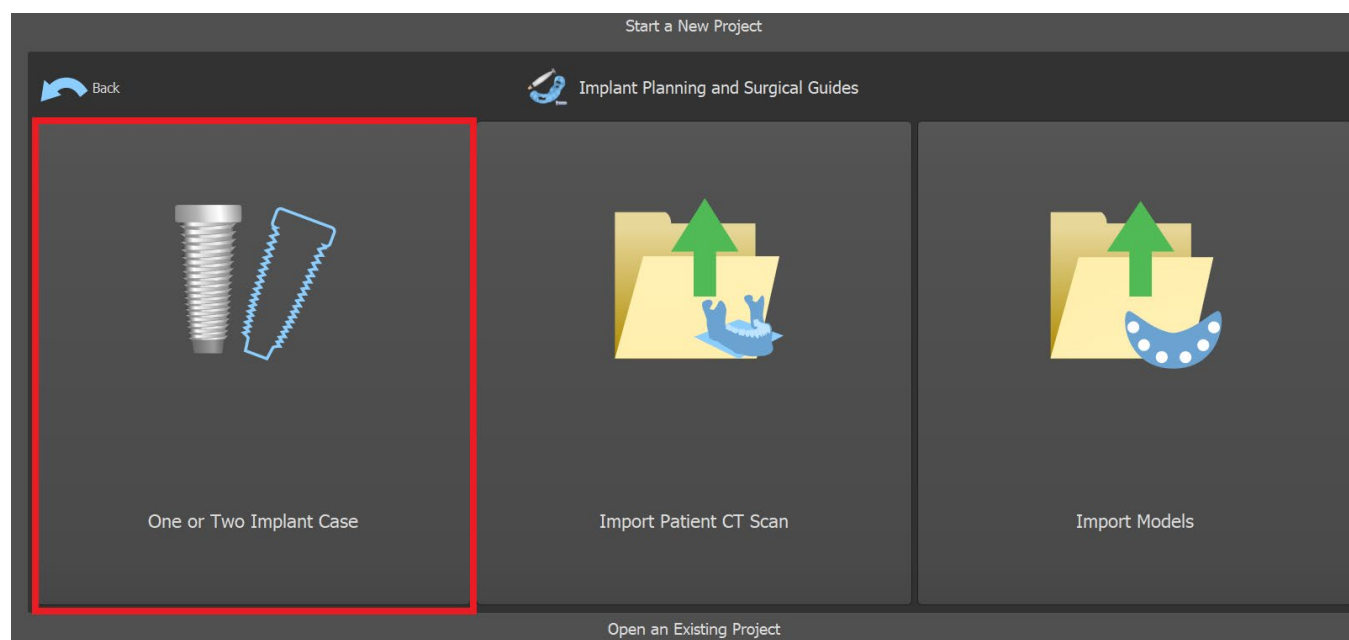 Start a New Project
Back
Implant Planning and Surgical Guides
One or Two Implant Case
Import Patient CT Scan
Import Models
Open an Existing Project